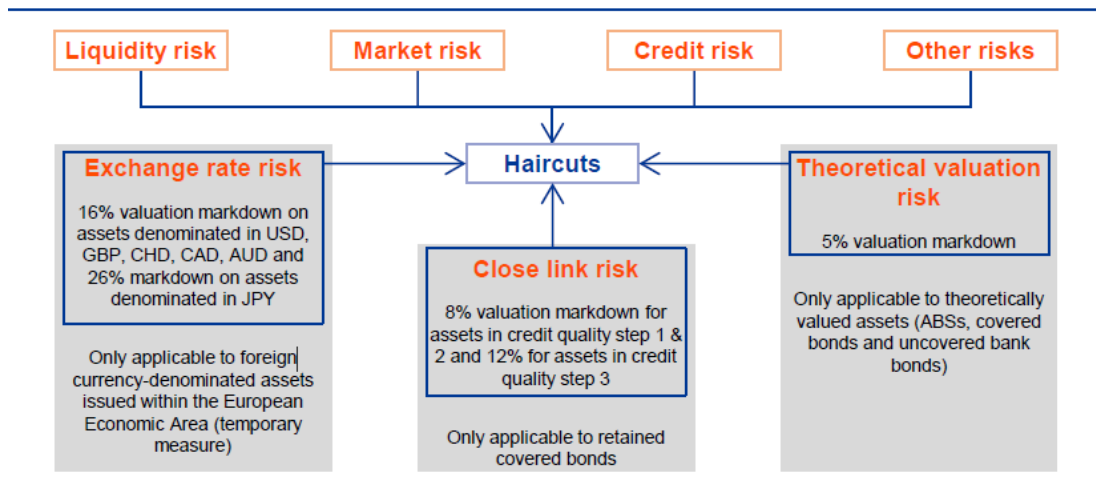 Liquidity risk
Market risk
Credit risk
Other risks
Haircuts
Exchange rate risk
16% valuation markdown on
assets denominated in USD,
GBP, CHD, CAD, AUD and
26% markdown on assets
denominated in JPY
Only applicable to foreign
currency-denominated assets
issued within the European
Economic Area (temporary
measure)
Close link risk
8% valuation markdown for
assets in credit quality step 1 &
2 and 12% for assets in credit
quality step 3
Only applicable to retained
covered bonds
Theoretical valuation
risk
5% valuation markdown
Only applicable to theoretically
valued assets (ABSs, covered
bonds and uncovered bank
bonds)